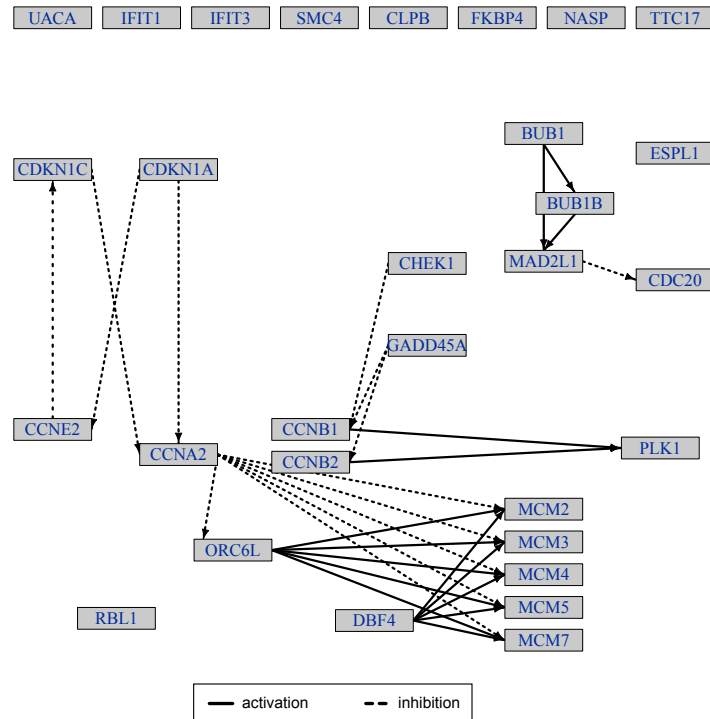 UACA IFIT1 IFIT3 SMC4 CLPB FKBP4 NASP TTC17
BUB1
ESPL1
CDKN1C CDKN1A
BUB1B
CHEK1 MAD2L1
CDC20
GADD45A
CCNE2 CCNB1
CCNA2 PLK1
CCNB2
MCM2
MCM3
ORC6L
MCM4
MCM5
RBL1 DBF4
MCM7
activation inhibition